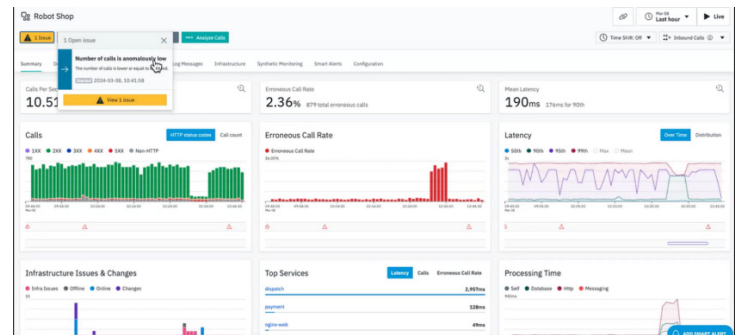 Robot Shop
Mar 08
Last hour
Live
1 Issue
1 Open issue
Analyze Calls
Time Shift: Off
Inbound Calls
Number of calls is anomalously low
The number of calls is lower or equal to
Started 2024-03-08, 10:41:58
View 1 issue
Summary
Log Messages
Infrastructure
Synthetic Monitoring
Smart Alerts
Configuration
Calls Per Sec
10.51
Erroneous Call Rate
2.36% 879 total erroneous calls
Mean Latency
190ms 176ms for 90th
Calls
HTTP status codes
Call count
1XX 2XX 3XX 4XX 5XX Non-HTTP
Erroneous Call Rate
Erroneous Call Rate
Latency
Over Time
Distribution
50th 90th 95th 99th Max Mean
Infrastructure Issues & Changes
Infra Issues Offline Online Changes
Top Services
Latency
Calls
Erroneous Call Rate
dispatch 2,957ms
payment 128ms
nginx-web 49ms
Processing Time
Self Database Http Messaging
ADD SMART ALERT